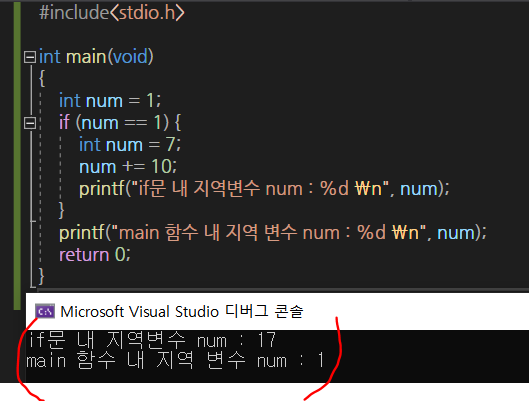 #include<stdio.h>
int main(void)
{
int num = 1;
if (num == 1) {
int num = 7;
num += 10;
printf("if문 내 지역변수 num : %d ₩n", num);
}
printf("main 함수 내 지역 변수 num : %d ₩n", num);
return 0;
}
Microsoft Visual Studio 디버그 콘솔
if문 내 지역변수 num : 17
main 함수 내 지역 변수 num : 1